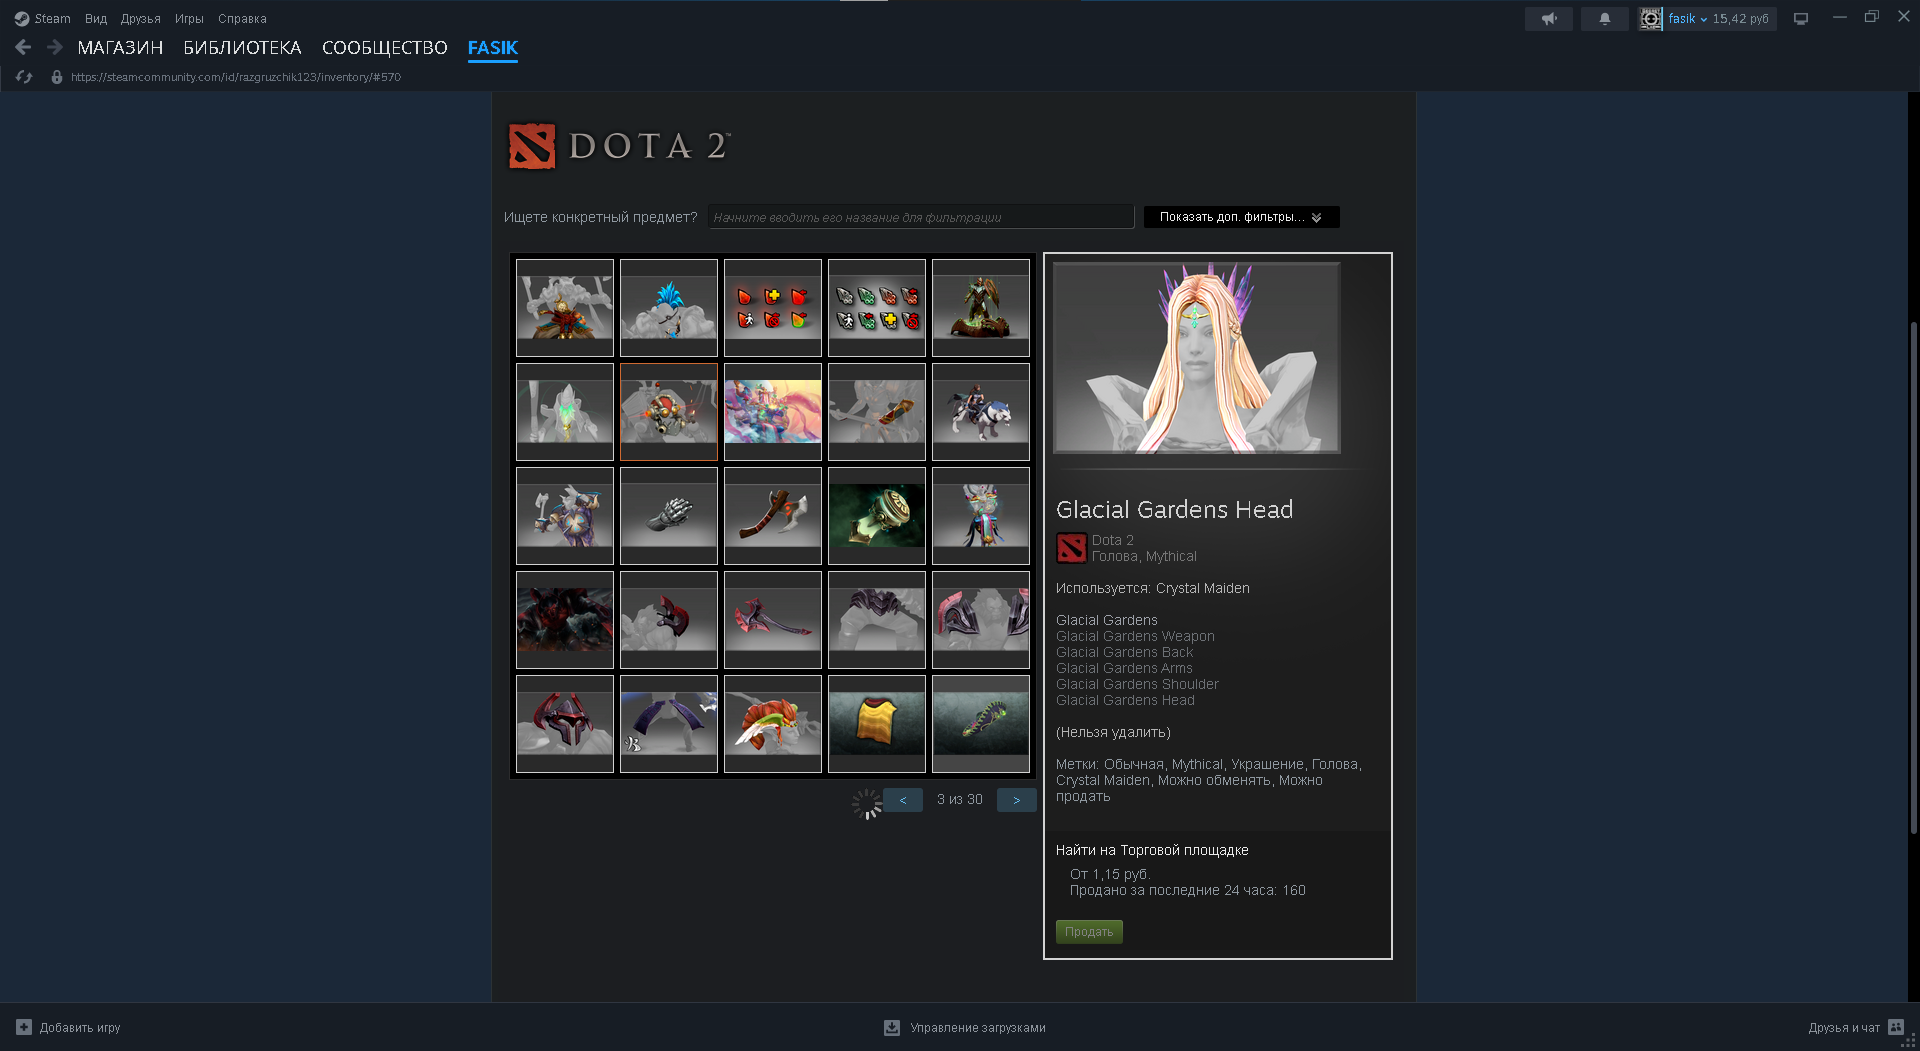 Steam Вид Друзья Игры Справка
fasik 15,42 руб
МАГАЗИН БИБЛИОТЕКА СООБЩЕСТВО FASIK
https://steamcommunity.com/id/razgruzchik123/inventory/#570
DOTA 2™
Ищете конкретный предмет? Начните вводить его название для фильтрации Показать доп. фильтры...
Glacial Gardens Head
Dota 2
Голова, Mythical
Используется: Crystal Maiden
Glacial Gardens
Glacial Gardens Weapon
Glacial Gardens Back
Glacial Gardens Arms
Glacial Gardens Shoulder
Glacial Gardens Head
(Нельзя удалить)
Метки: Обычная, Mythical, Украшение, Голова,
Crystal Maiden, Можно обменять, Можно
продать
< 3 из 30 >
Найти на Торговой площадке
От 1,15 руб.
Продано за последние 24 часа: 160
Продать
Добавить игру Управление загрузками Друзья и чат